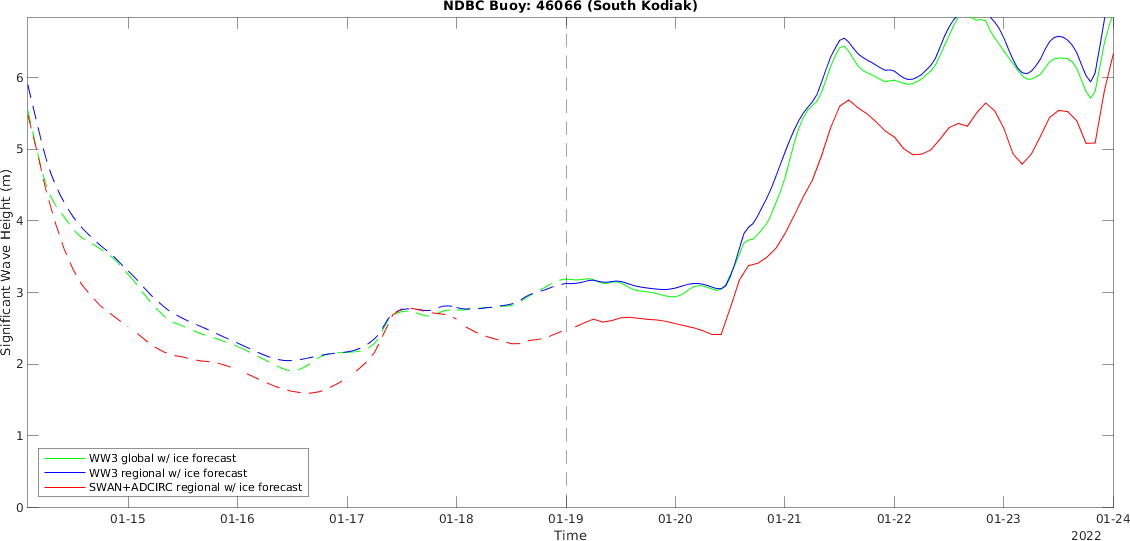 NDBC Buoy: 46066 (South Kodiak)
Significant Wave Height (m)
6
5
4
3
2
1
0
WW3 global w/ ice forecast
WW3 regional w/ ice forecast
SWAN+ADCIRC regional w/ ice forecast
01-15 01-16 01-17 01-18 01-19 01-20 01-21 01-22 01-23 01-24
Time
2022